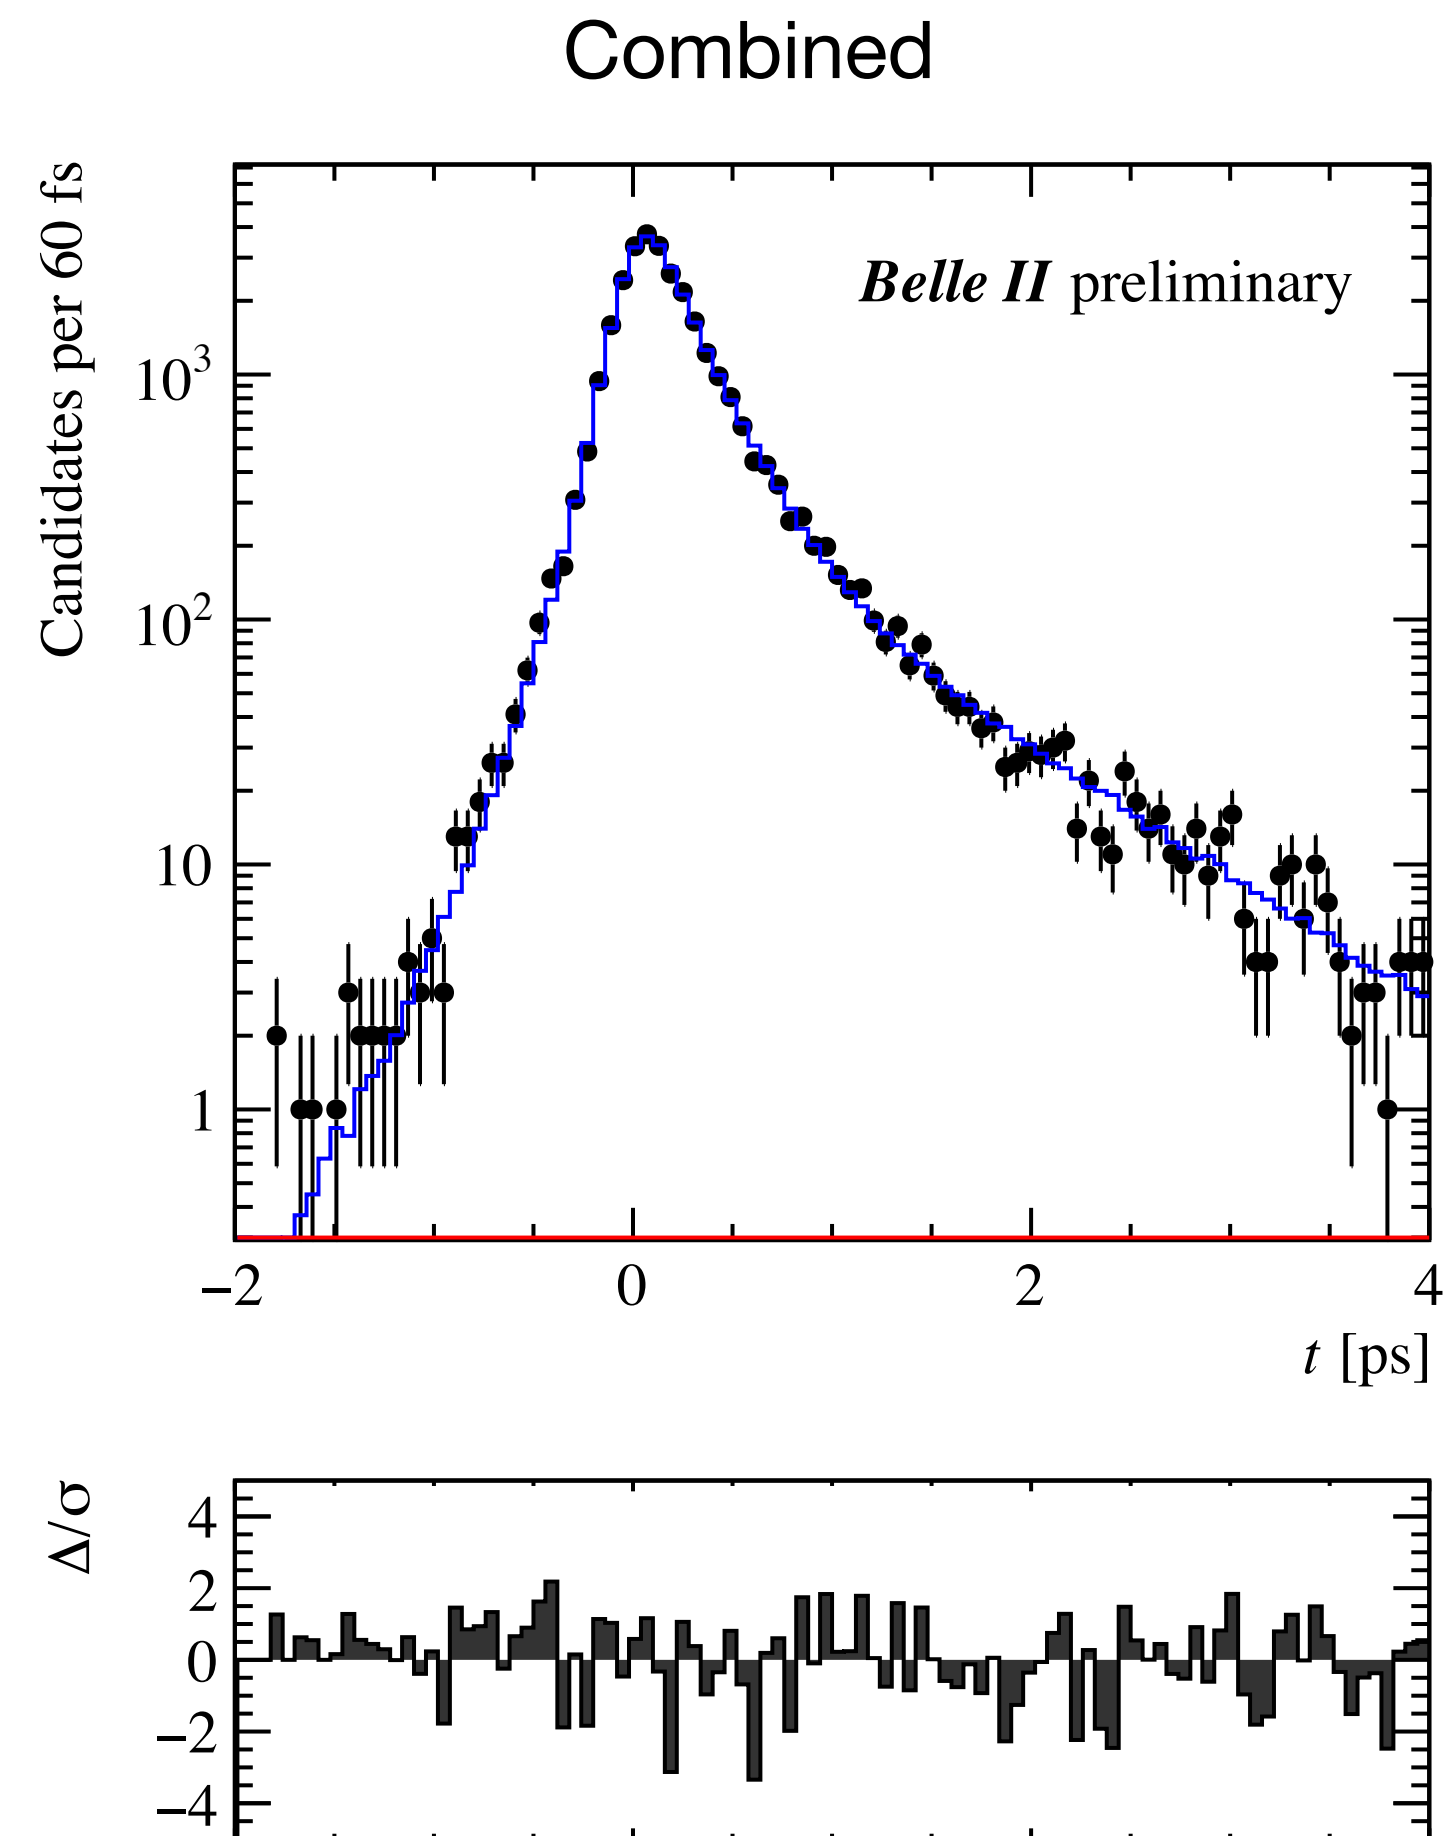 Combined
Candidates per 60 fs
Belle II preliminary
10³
10²
10
1
−2 0 2 4
t [ps]
Δ/σ
4
2
0
−2
−4